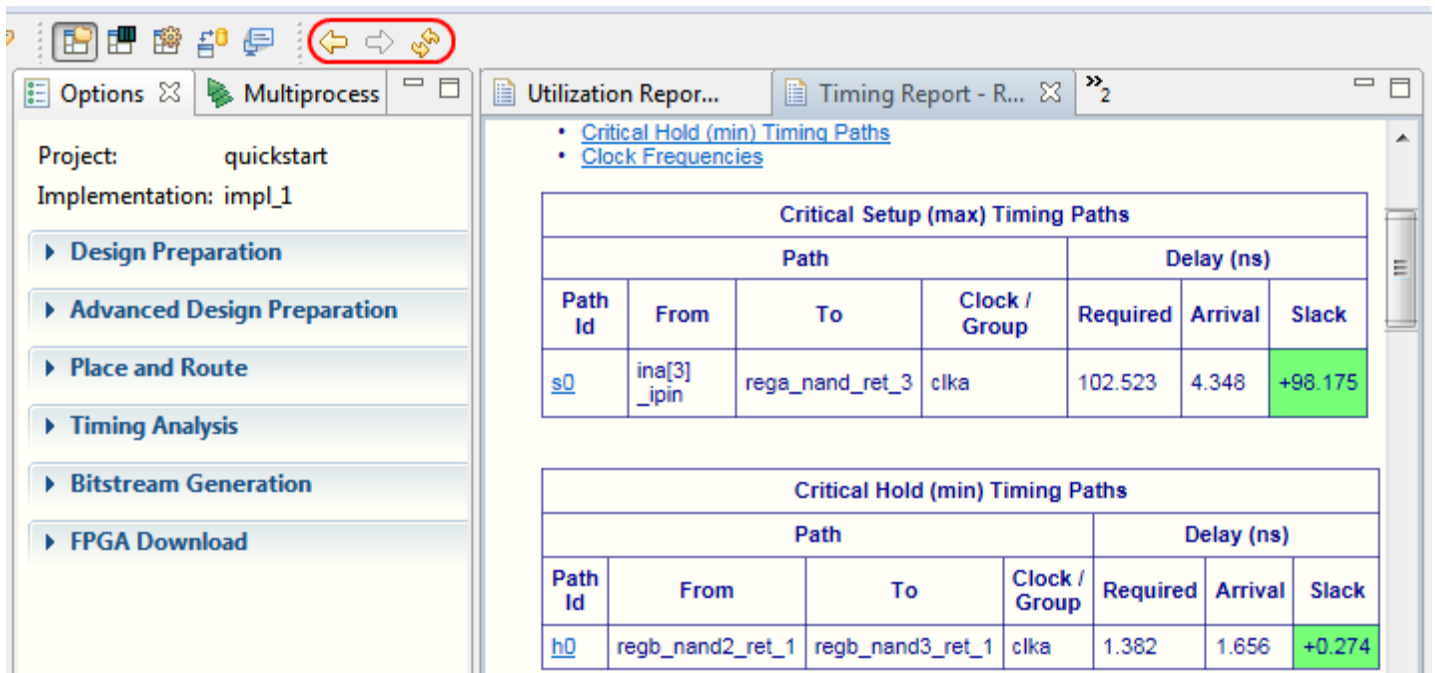 Options
Multiprocess
Utilization Repor...
Timing Report - R...
»2
Project: quickstart
Implementation: impl_1
Design Preparation
Advanced Design Preparation
Place and Route
Timing Analysis
Bitstream Generation
FPGA Download
• Critical Hold (min) Timing Paths
• Clock Frequencies
Critical Setup (max) Timing Paths
Path Delay (ns)
Path Id From To Clock / Group Required Arrival Slack
s0 ina[3]_ipin rega_nand_ret_3 clka 102.523 4.348 +98.175
Critical Hold (min) Timing Paths
Path Delay (ns)
Path Id From To Clock / Group Required Arrival Slack
h0 regb_nand2_ret_1 regb_nand3_ret_1 clka 1.382 1.656 +0.274